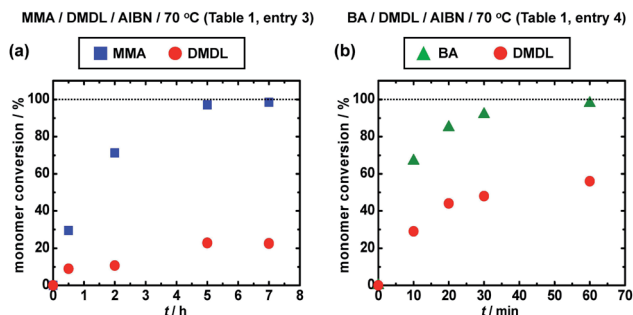 MMA / DMDL / AIBN / 70 ºC (Table 1, entry 3)
(a)
MMA
DMDL
monomer conversion / %
100
80
60
40
20
0
0 1 2 3 4 5 6 7 8
t / h
BA / DMDL / AIBN / 70 ºC (Table 1, entry 4)
(b)
BA
DMDL
monomer conversion / %
100
80
60
40
20
0
0 10 20 30 40 50 60 70
t / min